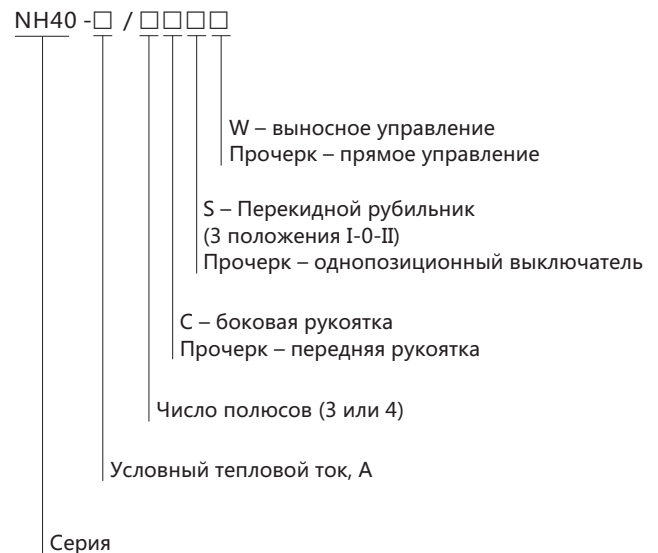 NH40 -□ / □□□□
W – выносное управление
Прочерк – прямое управление
S – Перекидной рубильник
(3 положения I-0-II)
Прочерк – однопозиционный выключатель
C – боковая рукоятка
Прочерк – передняя рукоятка
Число полюсов (3 или 4)
Условный тепловой ток, А
Серия